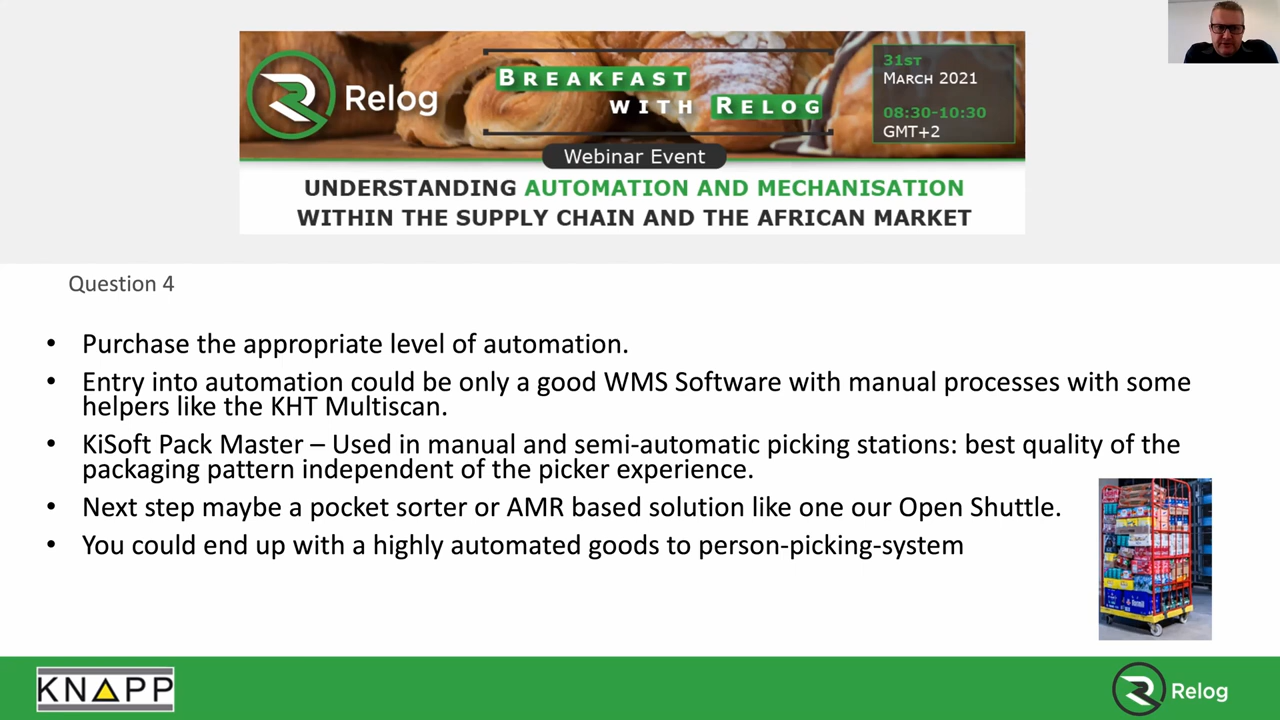 Relog
BREAKFAST
WITH RELOG
31ST
MARCH 2021
08:30-10:30
GMT+2
Webinar Event
UNDERSTANDING AUTOMATION AND MECHANISATION
WITHIN THE SUPPLY CHAIN AND THE AFRICAN MARKET
Question 4
• Purchase the appropriate level of automation.
• Entry into automation could be only a good WMS Software with manual processes with some
helpers like the KHT Multiscan.
• KiSoft Pack Master – Used in manual and semi-automatic picking stations: best quality of the
packaging pattern independent of the picker experience.
• Next step maybe a pocket sorter or AMR based solution like one our Open Shuttle.
• You could end up with a highly automated goods to person-picking-system
KNAPP
Relog